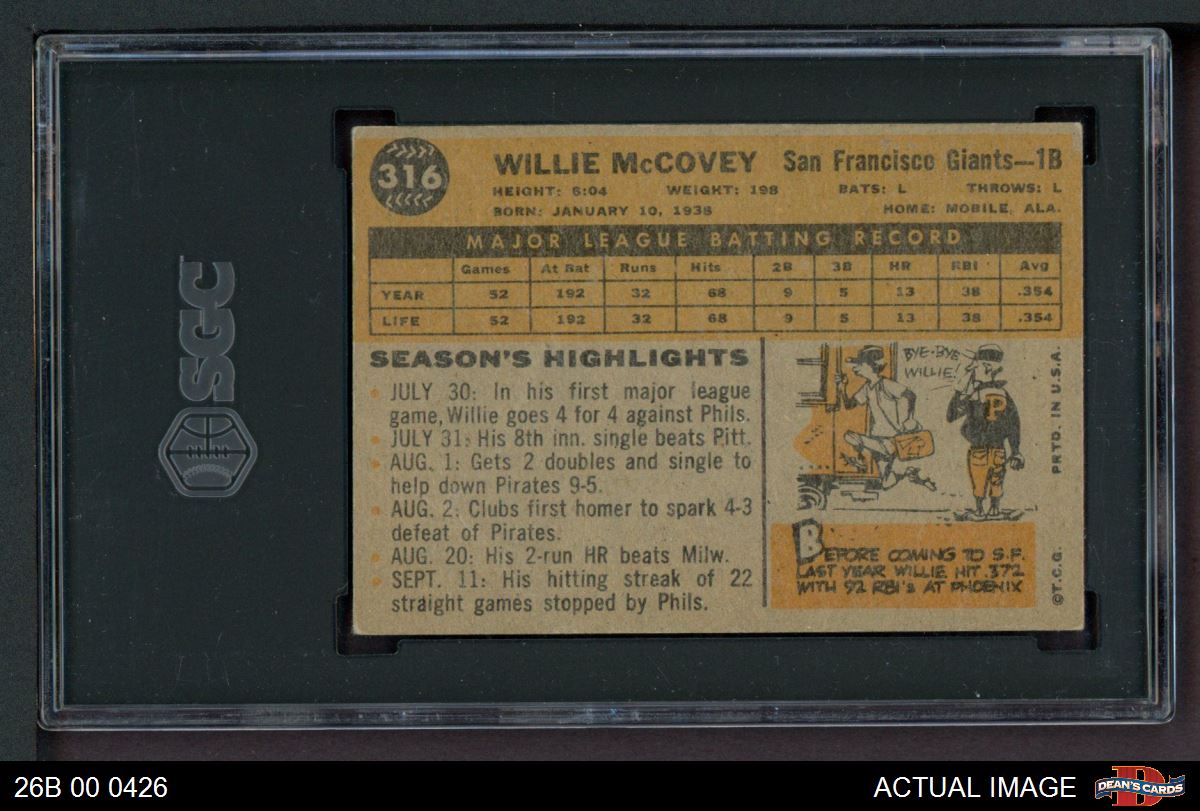 SGC
316
WILLIE McCOVEY San Francisco Giants—1B
HEIGHT: 6:04 WEIGHT: 198 BATS: L THROWS: L
BORN: JANUARY 10, 1938 HOME: MOBILE, ALA.
MAJOR LEAGUE BATTING RECORD
Games At Bat Runs Hits 2B 3B HR RBI Avg
YEAR 52 192 32 68 9 5 13 38 .354
LIFE 52 192 32 68 9 5 13 38 .354
SEASON'S HIGHLIGHTS
JULY 30: In his first major league
game, Willie goes 4 for 4 against Phils.
JULY 31: His 8th inn. single beats Pitt.
AUG. 1: Gets 2 doubles and single to
help down Pirates 9-5.
AUG. 2: Clubs first homer to spark 4-3
defeat of Pirates.
AUG. 20: His 2-run HR beats Milw.
SEPT. 11: His hitting streak of 22
straight games stopped by Phils.
BYE-BYE
WILLIE!
P
BEFORE COMING TO S.F.
LAST YEAR WILLIE HIT .372
WITH 92 RBI's AT PHOENIX
©T.C.G. PRTD. IN U.S.A.
26B 00 0426
ACTUAL IMAGE
D
DEAN'S CARDS